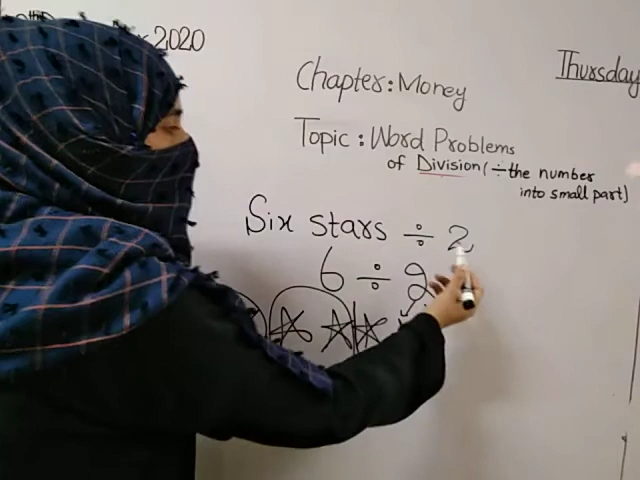 2020
Thursday
Chapter: Money
Topic: Word Problems
of Division (÷the number
into small part)
Six stars ÷ 2
6 ÷ 2